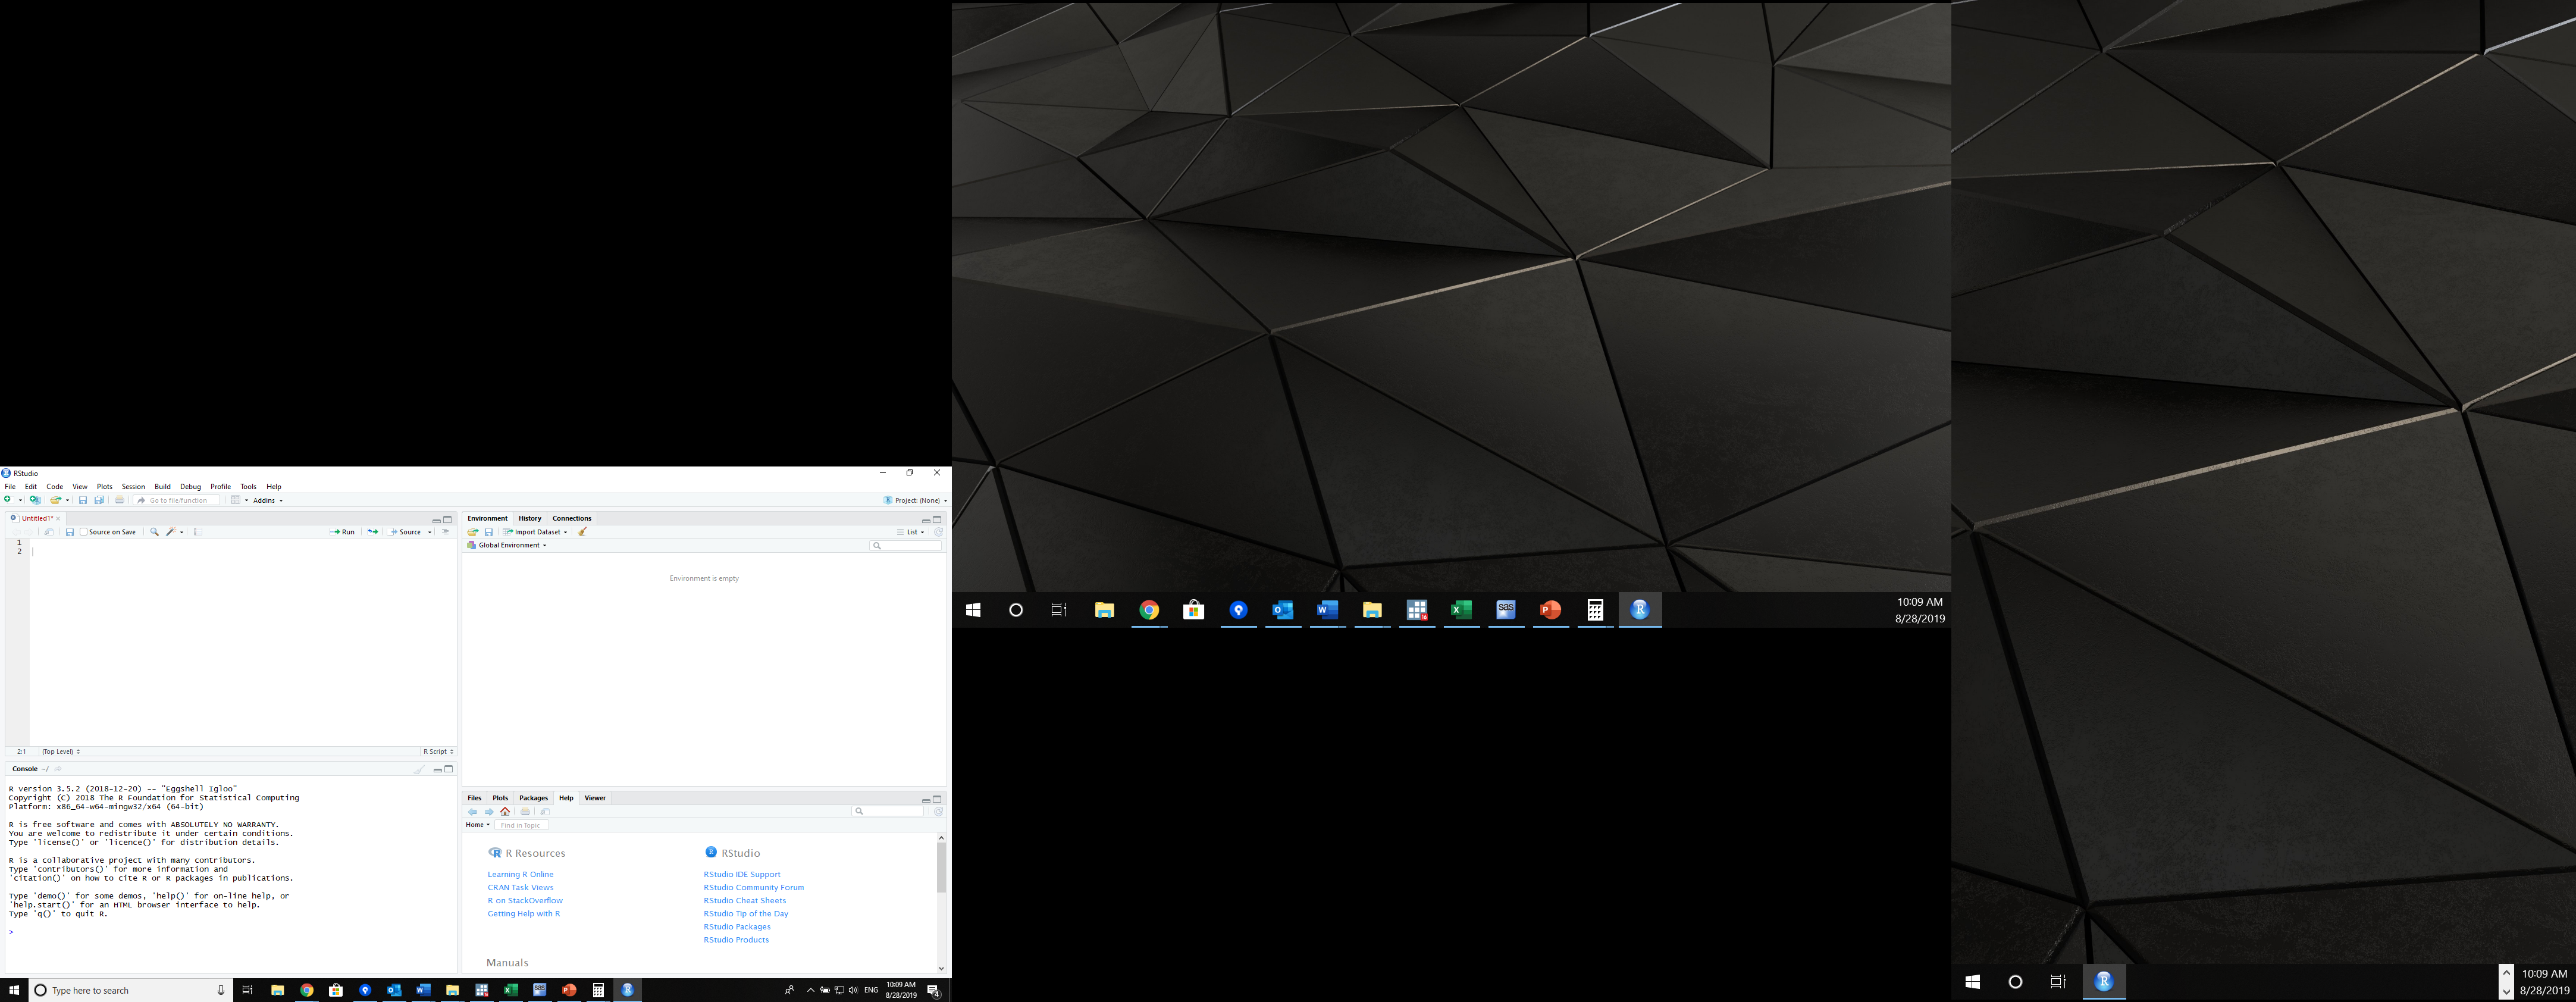 RStudio
File Edit Code View Plots Session Build Debug Profile Tools Help
Go to file/function Addins Project: (None)
Untitled1*
Source on Save Run Source
1
2
2:1 (Top Level) R Script
Console ~/
R version 3.5.2 (2018-12-20) -- "Eggshell Igloo"
Copyright (C) 2018 The R Foundation for Statistical Computing
Platform: x86_64-w64-mingw32/x64 (64-bit)
R is free software and comes with ABSOLUTELY NO WARRANTY.
You are welcome to redistribute it under certain conditions.
Type 'license()' or 'licence()' for distribution details.
R is a collaborative project with many contributors.
Type 'contributors()' for more information and
'citation()' on how to cite R or R packages in publications.
Type 'demo()' for some demos, 'help()' for on-line help, or
'help.start()' for an HTML browser interface to help.
Type 'q()' to quit R.
>
Environment History Connections
Import Dataset List
Global Environment
Environment is empty
Files Plots Packages Help Viewer
Home Find in Topic
R Resources
Learning R Online
CRAN Task Views
R on StackOverflow
Getting Help with R
RStudio
RStudio IDE Support
RStudio Community Forum
RStudio Cheat Sheets
RStudio Tip of the Day
RStudio Packages
RStudio Products
Manuals
Type here to search
ENG
10:09 AM
8/28/2019
4
10:09 AM
8/28/2019
10:09 AM
8/28/2019